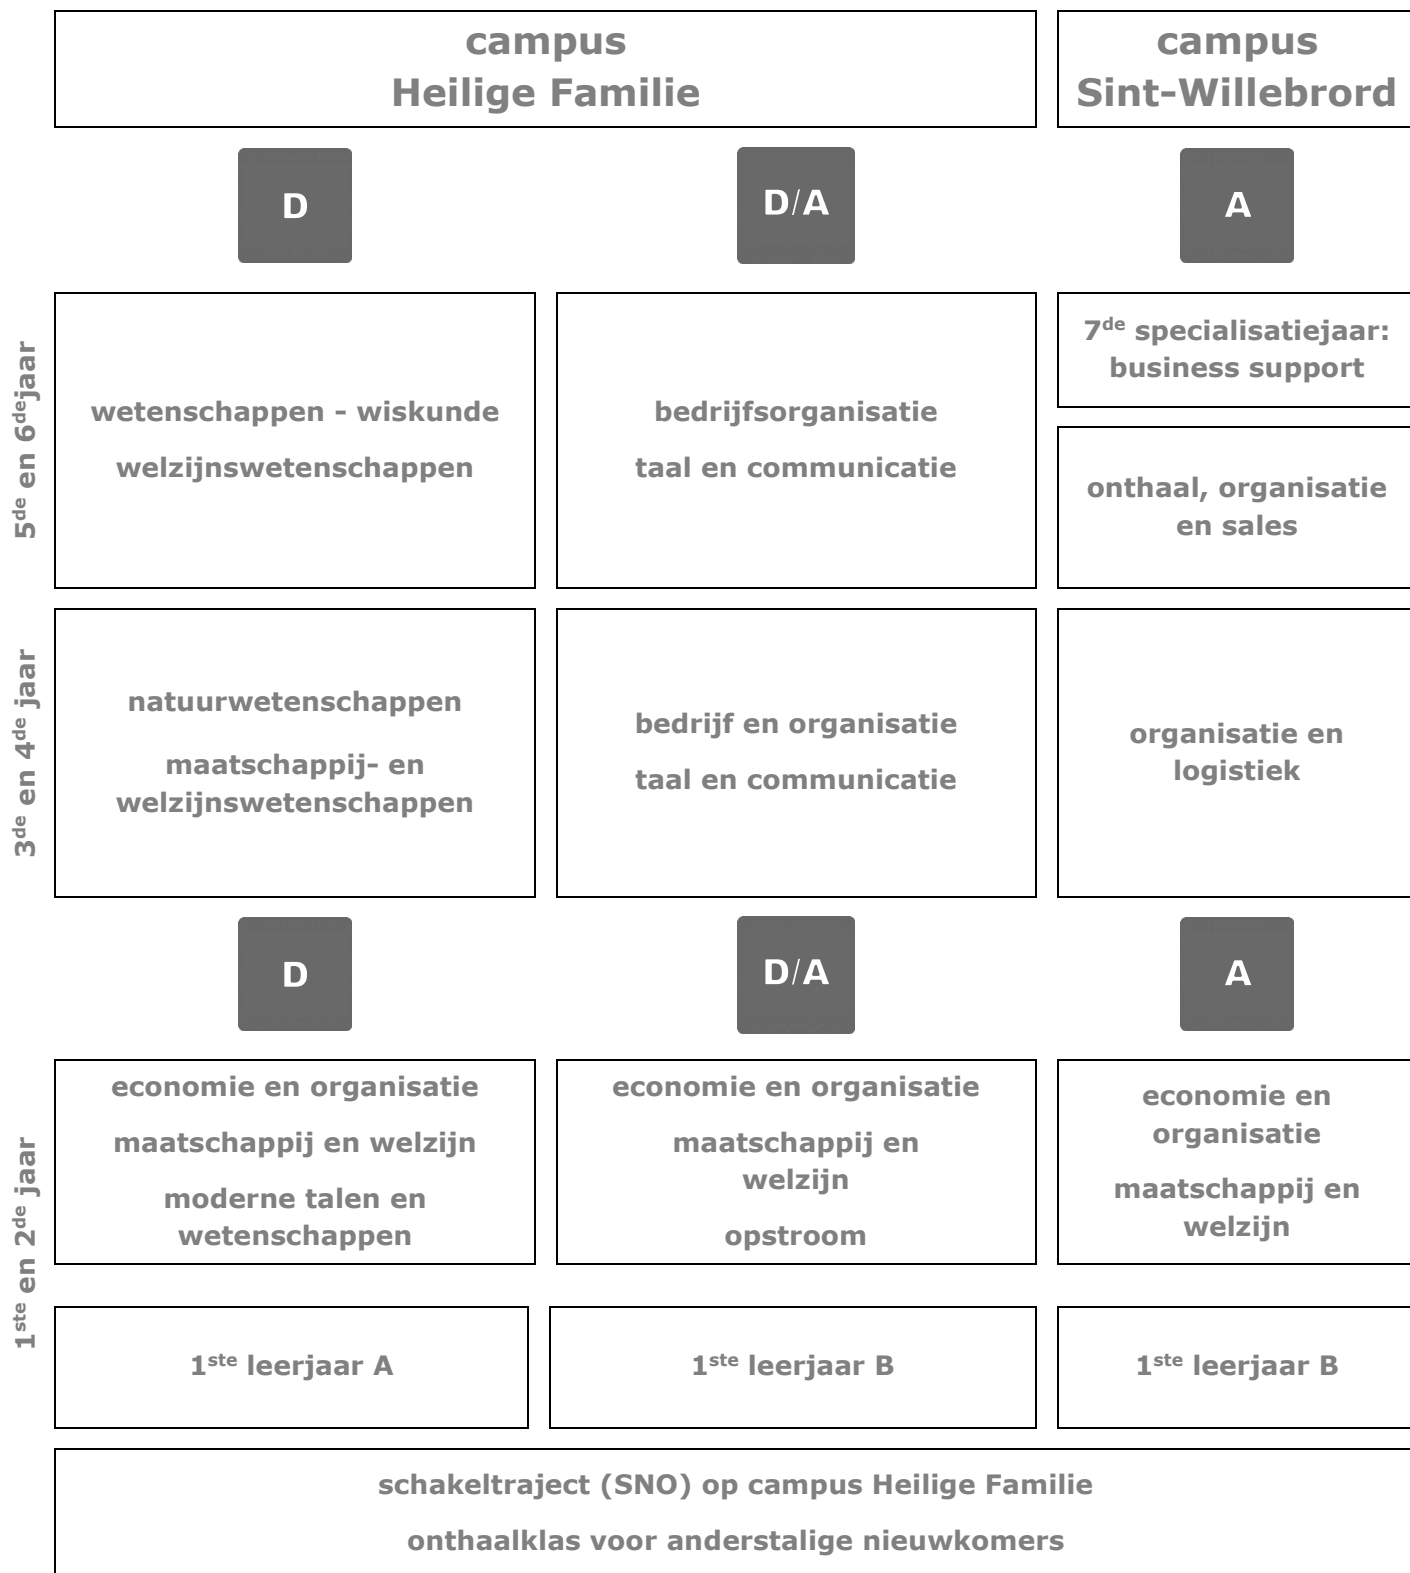 campus
Heilige Familie
campus
Sint-Willebrord
D
D/A
A
5de en 6dejaar
wetenschappen - wiskunde
welzijnswetenschappen
bedrijfsorganisatie
taal en communicatie
7de specialisatiejaar:
business support
onthaal, organisatie
en sales
3de en 4de jaar
natuurwetenschappen
maatschappij- en
welzijnswetenschappen
bedrijf en organisatie
taal en communicatie
organisatie en
logistiek
D
D/A
A
1ste en 2de jaar
economie en organisatie
maatschappij en welzijn
moderne talen en
wetenschappen
economie en organisatie
maatschappij en
welzijn
opstroom
economie en
organisatie
maatschappij en
welzijn
1ste leerjaar A
1ste leerjaar B
1ste leerjaar B
schakeltraject (SNO) op campus Heilige Familie
onthaalklas voor anderstalige nieuwkomers